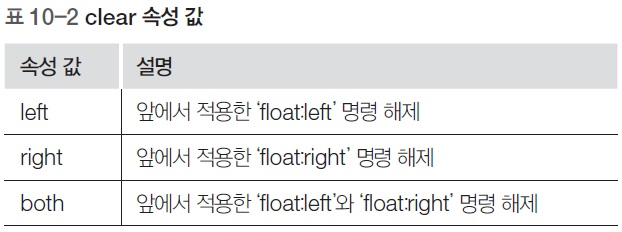 표 10-2 clear 속성 값
속성 값 설명
left 앞에서 적용한 ‘float:left’ 명령 해제
right 앞에서 적용한 ‘float:right’ 명령 해제
both 앞에서 적용한 ‘float:left’와 ‘float:right’ 명령 해제